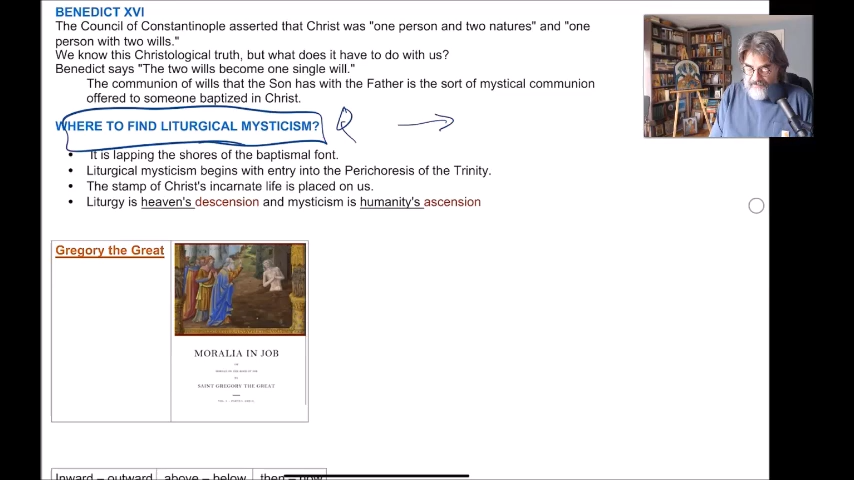 BENEDICT XVI
The Council of Constantinople asserted that Christ was "one person and two natures" and "one
person with two wills."
We know this Christological truth, but what does it have to do with us?
Benedict says "The two wills become one single will."
The communion of wills that the Son has with the Father is the sort of mystical communion
offered to someone baptized in Christ.
WHERE TO FIND LITURGICAL MYSTICISM?
• It is lapping the shores of the baptismal font.
• Liturgical mysticism begins with entry into the Perichoresis of the Trinity.
• The stamp of Christ's incarnate life is placed on us.
• Liturgy is heaven's descension and mysticism is humanity's ascension
Gregory the Great
MORALIA IN JOB
SAINT GREGORY THE GREAT
Inward – outward above – below then – now